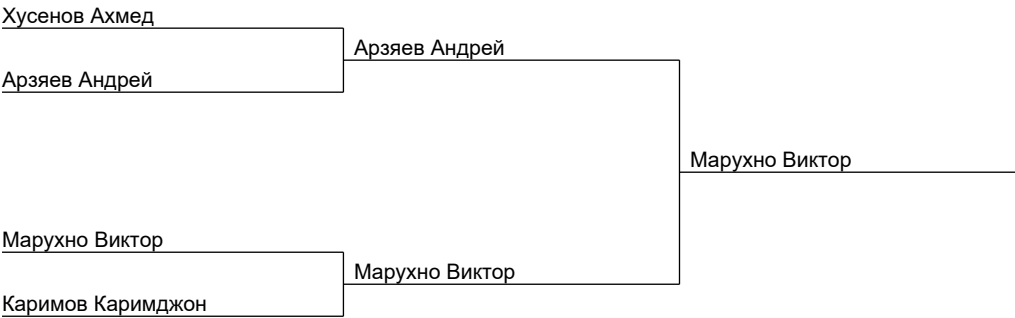 Хусенов Ахмед
Арзяев Андрей
Арзяев Андрей
Марухно Виктор
Марухно Виктор
Марухно Виктор
Каримов Каримджон